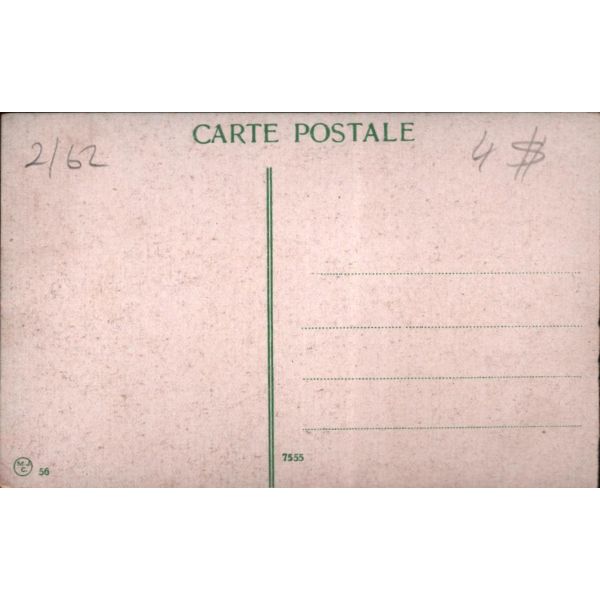 CARTE POSTALE
2/62
4 $
7555
M.J.
C.
56